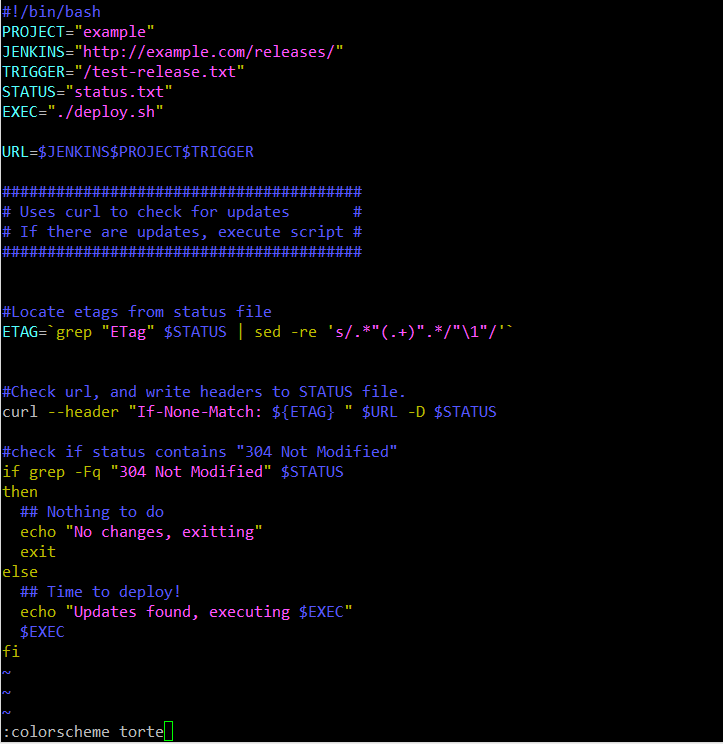 #!/bin/bash
PROJECT="example"
JENKINS="http://example.com/releases/"
TRIGGER="/test-release.txt"
STATUS="status.txt"
EXEC="./deploy.sh"
URL=$JENKINS$PROJECT$TRIGGER
########################################
# Uses curl to check for updates       #
# If there are updates, execute script #
########################################
#Locate etags from status file
ETAG=`grep "ETag" $STATUS | sed -re 's/.*"(.+)".*/"\1"/'`
#Check url, and write headers to STATUS file.
curl --header "If-None-Match: ${ETAG} " $URL -D $STATUS
#check if status contains "304 Not Modified"
if grep -Fq "304 Not Modified" $STATUS
then
  ## Nothing to do
  echo "No changes, exitting"
  exit
else
  ## Time to deploy!
  echo "Updates found, executing $EXEC"
  $EXEC
fi
~
~
~
:colorscheme torte